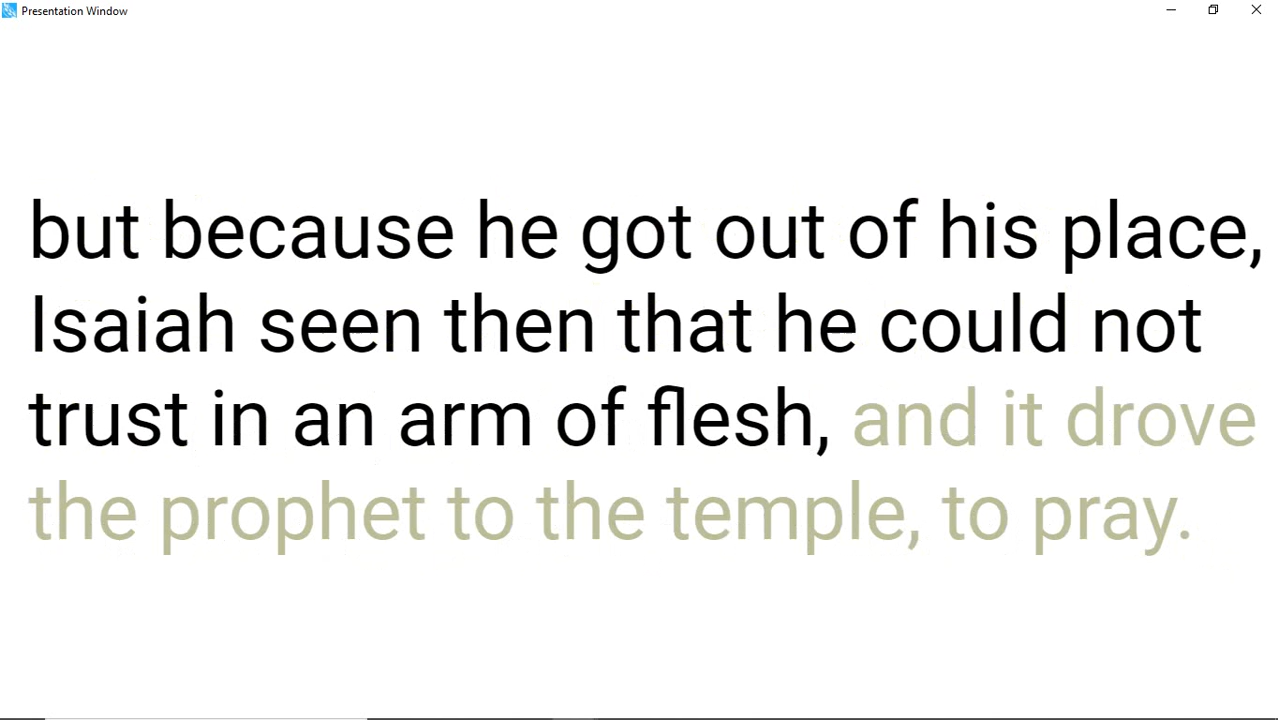 Presentation Window
but because he got out of his place,
Isaiah seen then that he could not
trust in an arm of flesh, and it drove
the prophet to the temple, to pray.